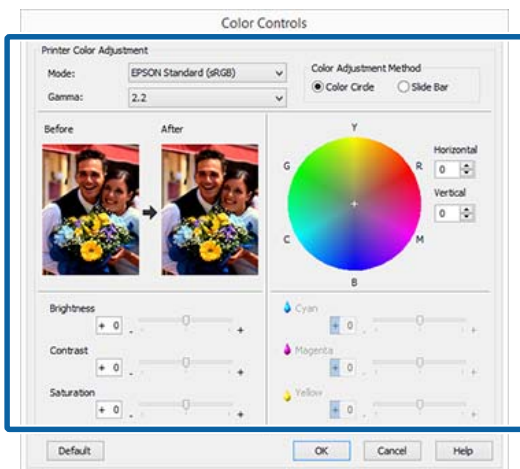 Color Controls
Printer Color Adjustment
Mode: EPSON Standard (sRGB)
Gamma: 2.2
Color Adjustment Method
Color Circle Slide Bar
Before After
Y
G R
C M
B
Horizontal
0
Vertical
0
Brightness
+ 0 - +
Contrast
+ 0 - +
Saturation
+ 0 - +
Cyan
+ 0 - +
Magenta
+ 0 - +
Yellow
+ 0 - +
Default OK Cancel Help